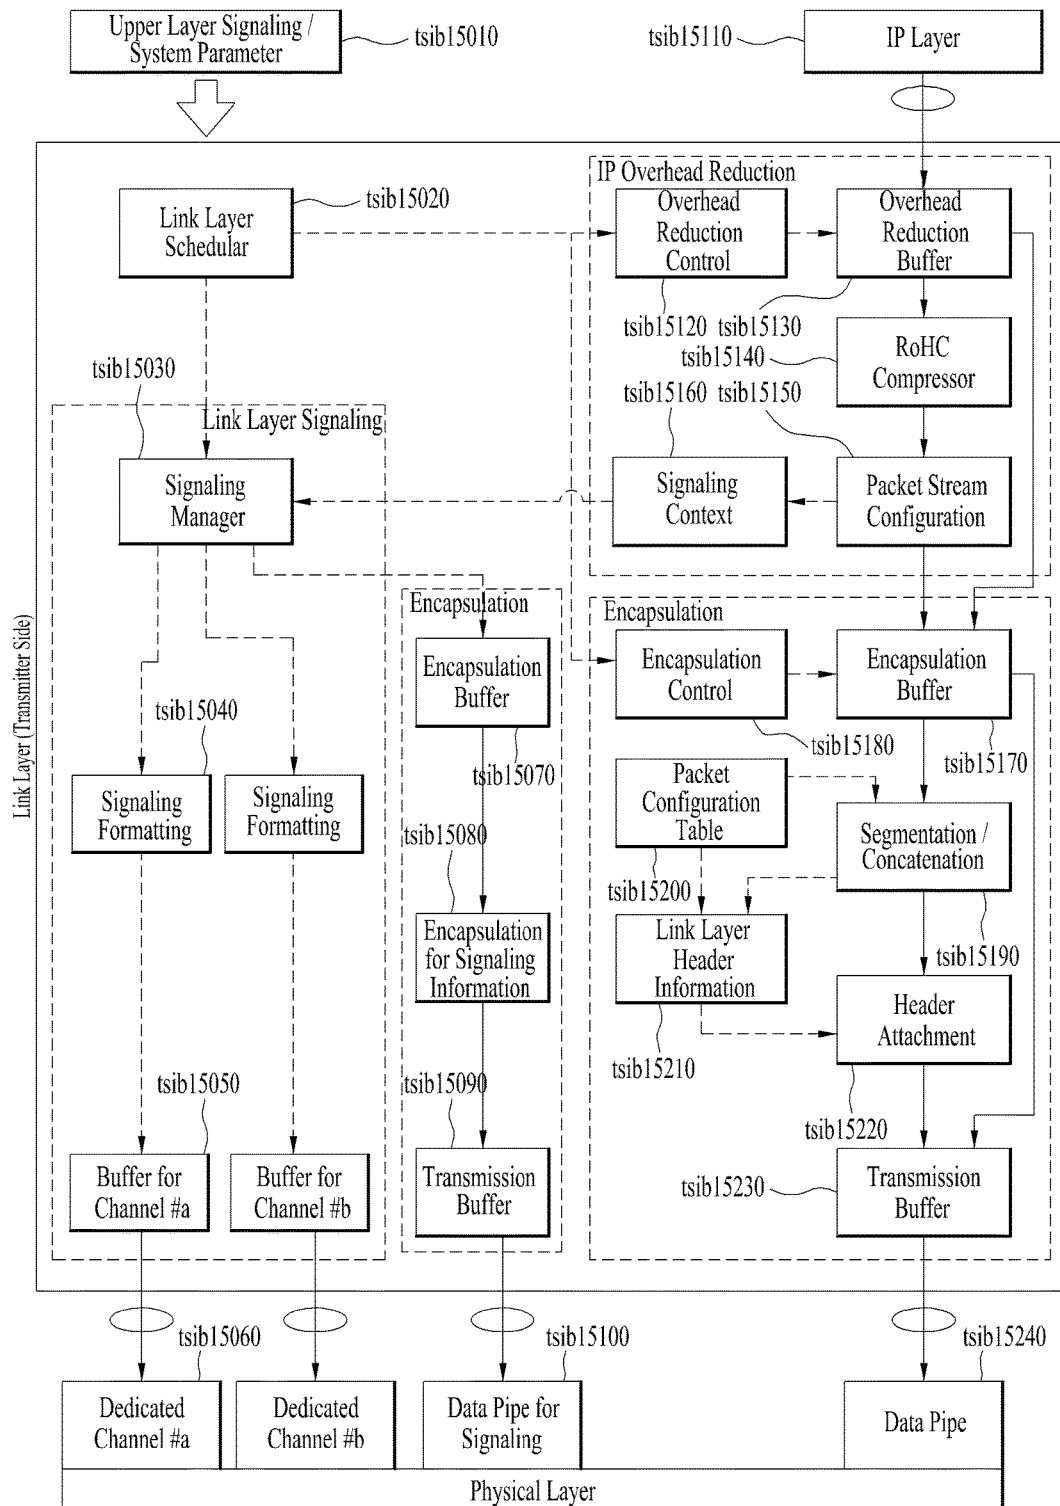 Upper Layer Signaling /
System Parameter
tsib15010
tsib15110
IP Layer
Link Layer (Transmitter Side)
IP Overhead Reduction
Link Layer
Schedular
tsib15020
Overhead
Reduction
Control
Overhead
Reduction
Buffer
tsib15120
tsib15130
tsib15140
RoHC
Compressor
tsib15030
tsib15160
tsib15150
Link Layer Signaling
Signaling
Manager
Signaling
Context
Packet Stream
Configuration
Encapsulation
Encapsulation
Encapsulation
Buffer
Encapsulation
Control
Encapsulation
Buffer
tsib15040
tsib15070
tsib15180
tsib15170
Signaling
Formatting
Signaling
Formatting
Packet
Configuration
Table
Segmentation /
Concatenation
tsib15080
tsib15200
Encapsulation
for Signaling
Information
Link Layer
Header
Information
tsib15190
Header
Attachment
tsib15210
tsib15050
tsib15090
tsib15220
Buffer for
Channel #a
Buffer for
Channel #b
Transmission
Buffer
tsib15230
Transmission
Buffer
tsib15060
tsib15100
tsib15240
Dedicated
Channel #a
Dedicated
Channel #b
Data Pipe for
Signaling
Data Pipe
Physical Layer